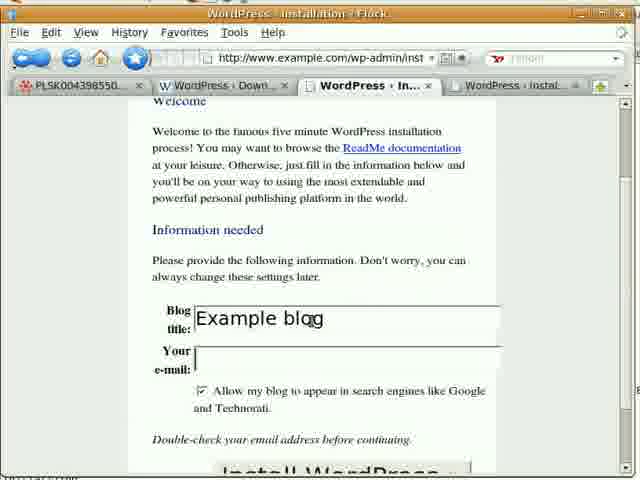 WordPress › Installation - Flock
File Edit View History Favorites Tools Help
http://www.example.com/wp-admin/inst
PLSK004398550... WordPress › Down... WordPress › In... WordPress › Instal...
Welcome
Welcome to the famous five minute WordPress installation
process! You may want to browse the ReadMe documentation
at your leisure. Otherwise, just fill in the information below and
you'll be on your way to using the most extendable and
powerful personal publishing platform in the world.
Information needed
Please provide the following information. Don't worry, you can
always change these settings later.
Blog
title:
Example blog
Your
e-mail:
Allow my blog to appear in search engines like Google
and Technorati.
Double-check your email address before continuing.
Install WordPress »